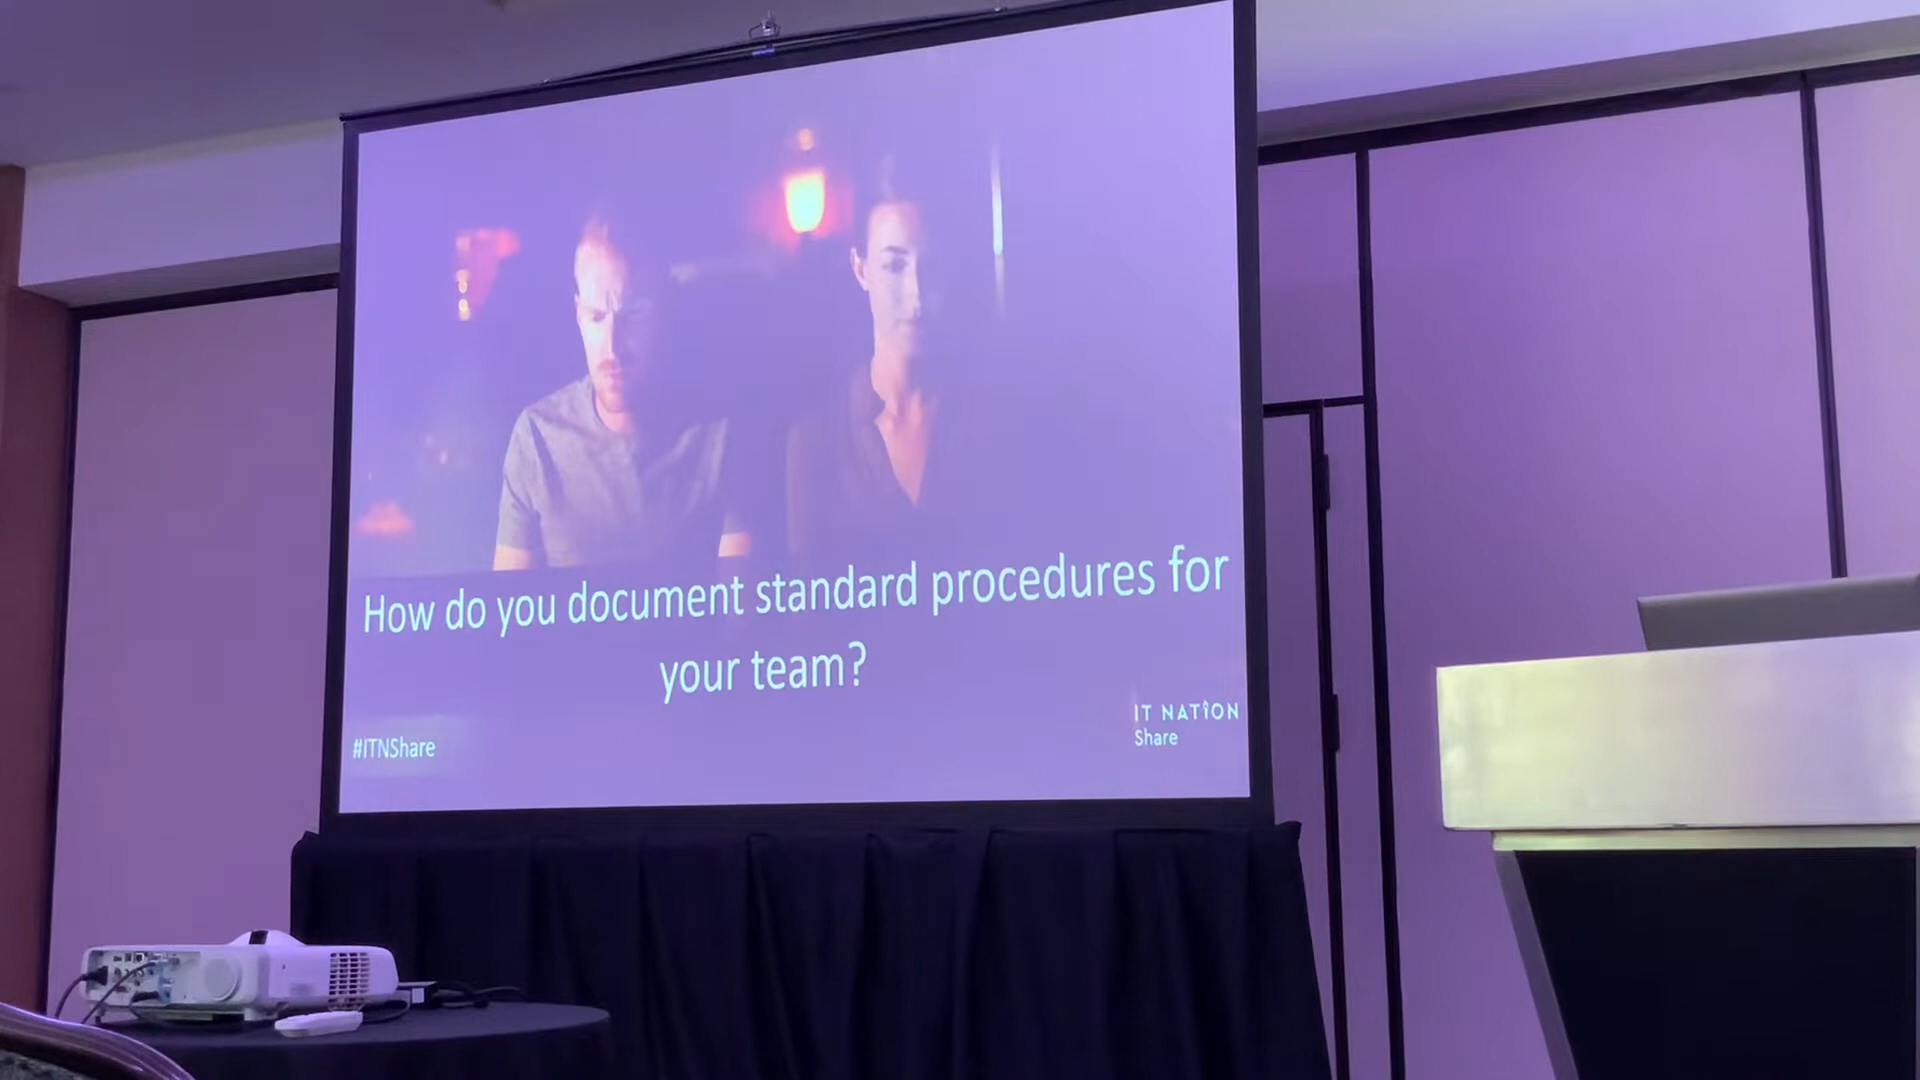 How do you document standard procedures for
your team?
#ITNShare
IT NATION
Share